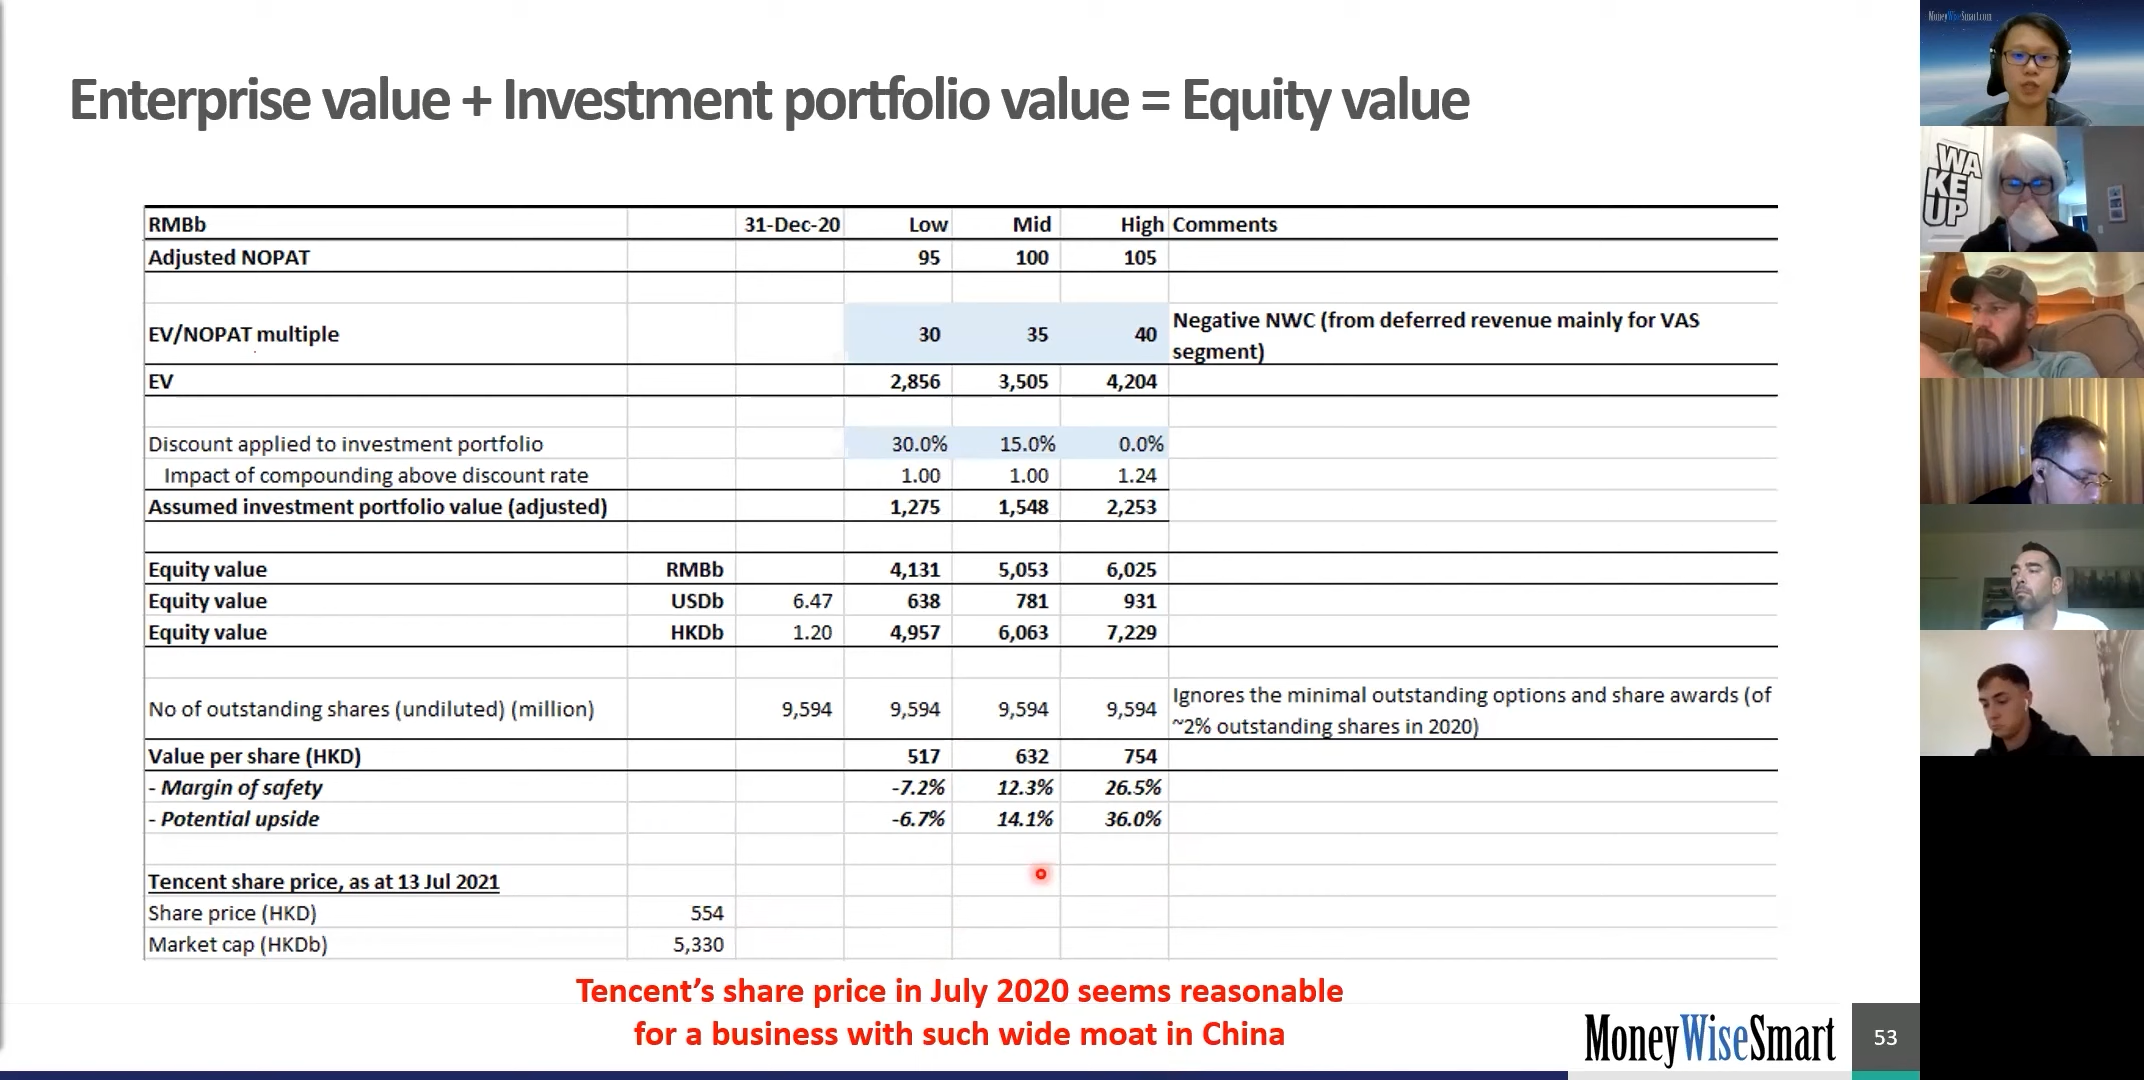 Enterprise value + Investment portfolio value = Equity value
RMBb 31-Dec-20 Low Mid High Comments
Adjusted NOPAT 95 100 105
EV/NOPAT multiple 30 35 40 Negative NWC (from deferred revenue mainly for VAS
segment)
EV 2,856 3,505 4,204
Discount applied to investment portfolio 30.0% 15.0% 0.0%
Impact of compounding above discount rate 1.00 1.00 1.24
Assumed investment portfolio value (adjusted) 1,275 1,548 2,253
Equity value RMBb 4,131 5,053 6,025
Equity value USDb 6.47 638 781 931
Equity value HKDb 1.20 4,957 6,063 7,229
No of outstanding shares (undiluted) (million) 9,594 9,594 9,594 9,594 Ignores the minimal outstanding options and share awards (of
~2% outstanding shares in 2020)
Value per share (HKD) 517 632 754
- Margin of safety -7.2% 12.3% 26.5%
- Potential upside -6.7% 14.1% 36.0%
Tencent share price, as at 13 Jul 2021
Share price (HKD) 554
Market cap (HKDb) 5,330
Tencent's share price in July 2020 seems reasonable
for a business with such wide moat in China
MoneyWiseSmart
53
MoneyWiseSmart.com
WA
KE
UP